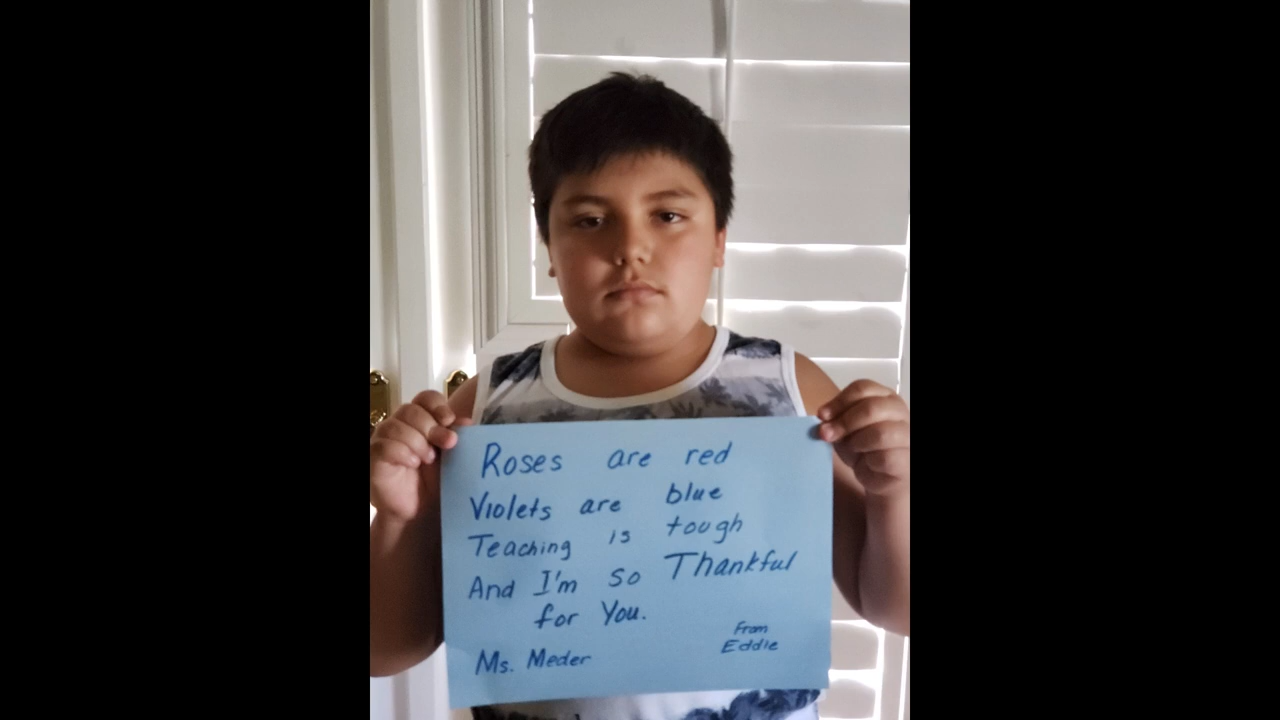 Roses are red
Violets are blue
Teaching is tough
And I'm so Thankful
for You.
From
Eddie
Ms. Meder